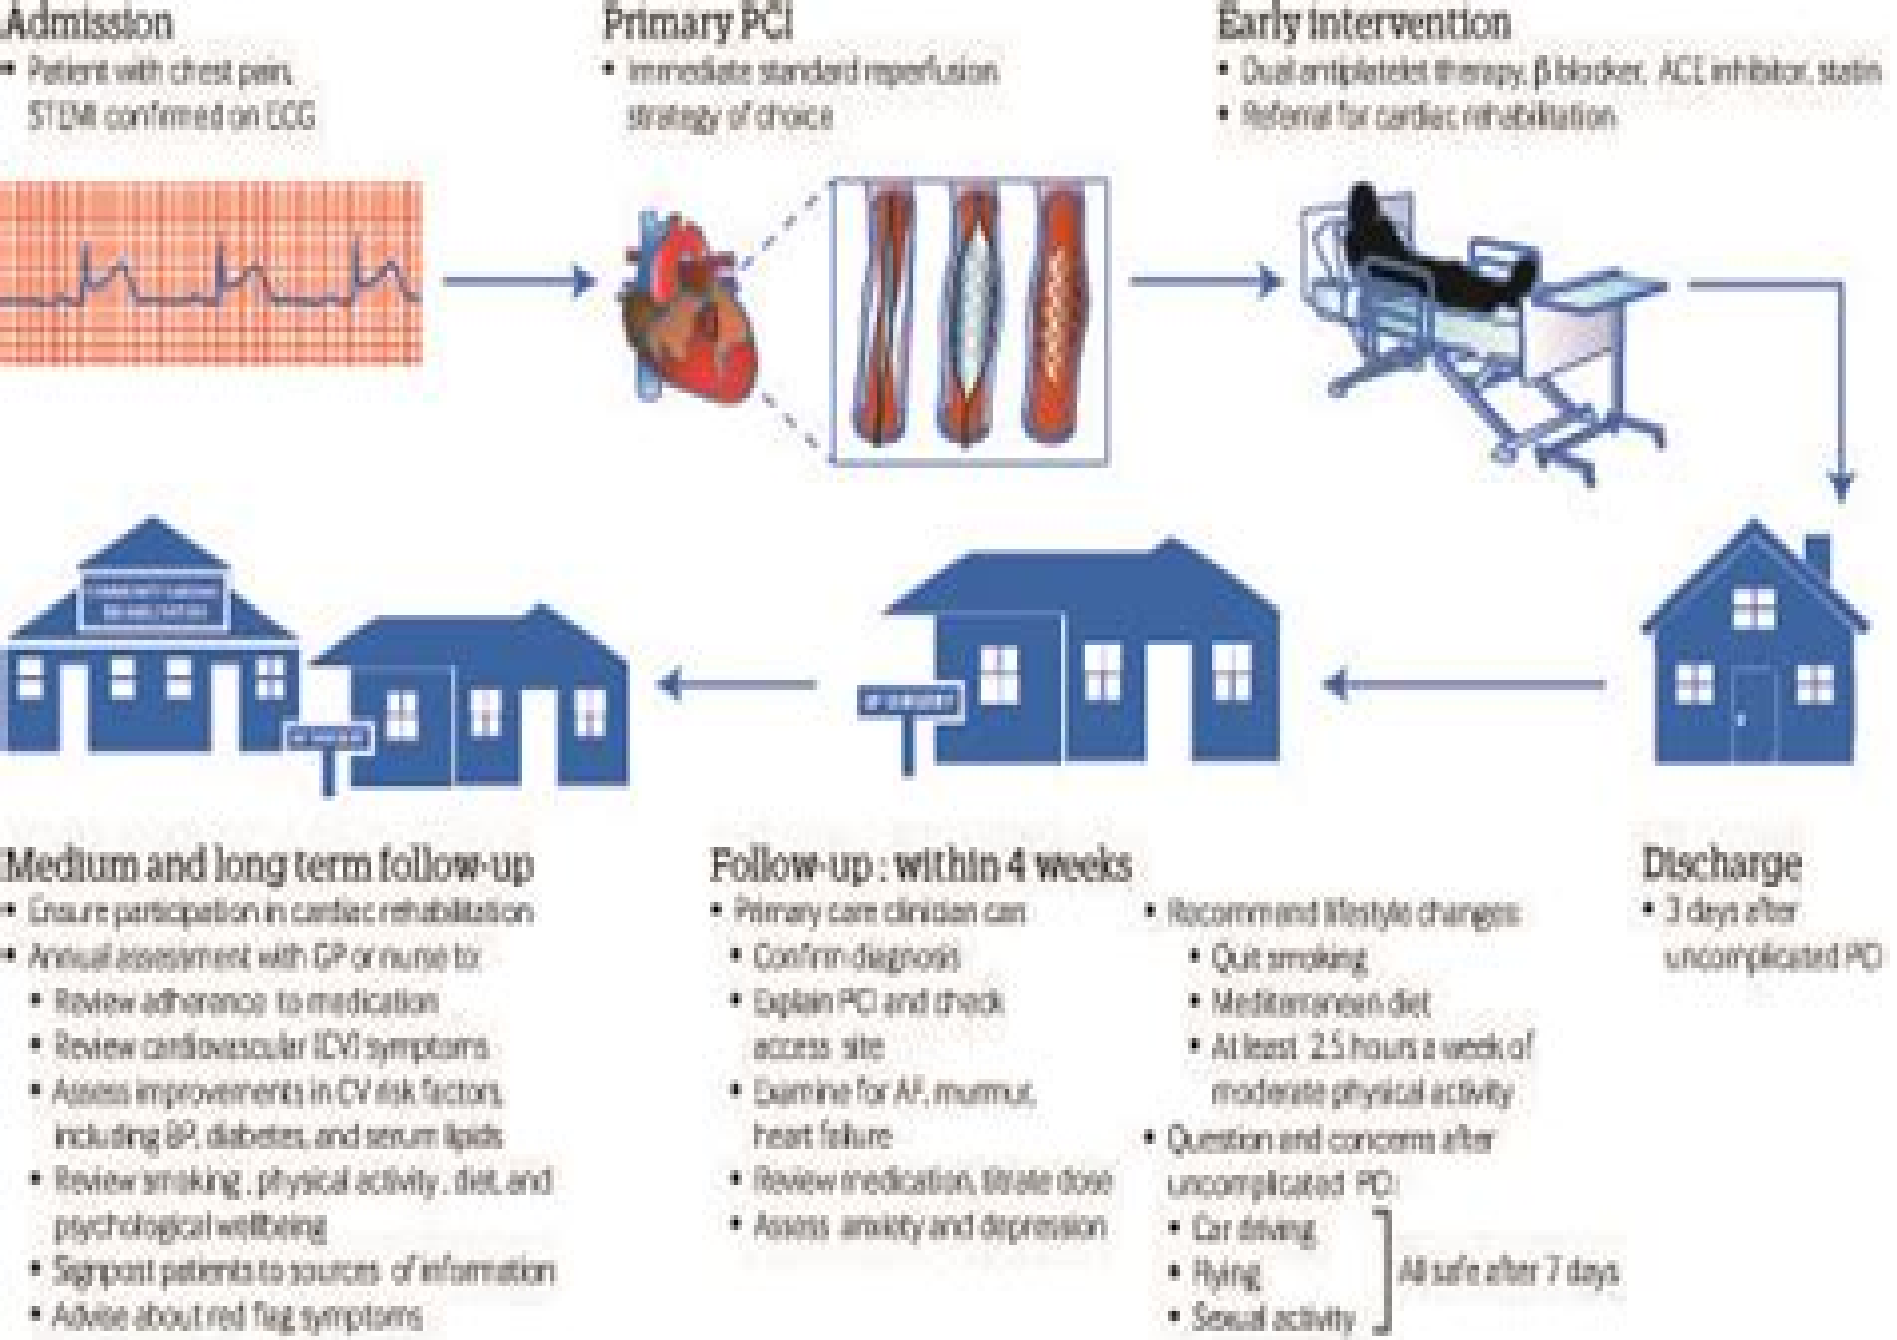 Admission
• Patient with chest pain,
STEMI confirmed on ECG
Primary PCI
• Immediate standard reperfusion
strategy of choice
Early intervention
• Dual antiplatelet therapy, β blocker, ACE inhibitor, statin
• Referral for cardiac rehabilitation
COMMUNITY CARDIAC
REHABILITATION
GP SURGERY
GP SURGERY
Medium and long term follow-up
• Ensure participation in cardiac rehabilitation
• Annual assessment with GP or nurse to:
• Review adherence to medication
• Review cardiovascular (CV) symptoms
• Assess improvements in CV risk factors,
including BP, diabetes, and serum lipids
• Review smoking, physical activity, diet, and
psychological wellbeing
• Signpost patients to sources of information
• Advise about red flag symptoms
Follow-up : within 4 weeks
• Primary care clinician can
• Confirm diagnosis
• Explain PCI and check
access site
• Examine for AF, murmur,
heart failure
• Review medication, titrate dose
• Assess anxiety and depression
• Recommend lifestyle changes:
• Quit smoking
• Mediterranean diet
• At least 2.5 hours a week of
moderate physical activity
• Question and concerns after
uncomplicated PCI:
• Car driving
• Flying
• Sexual activity
All safe after 7 days
Discharge
• 3 days after
uncomplicated PCI